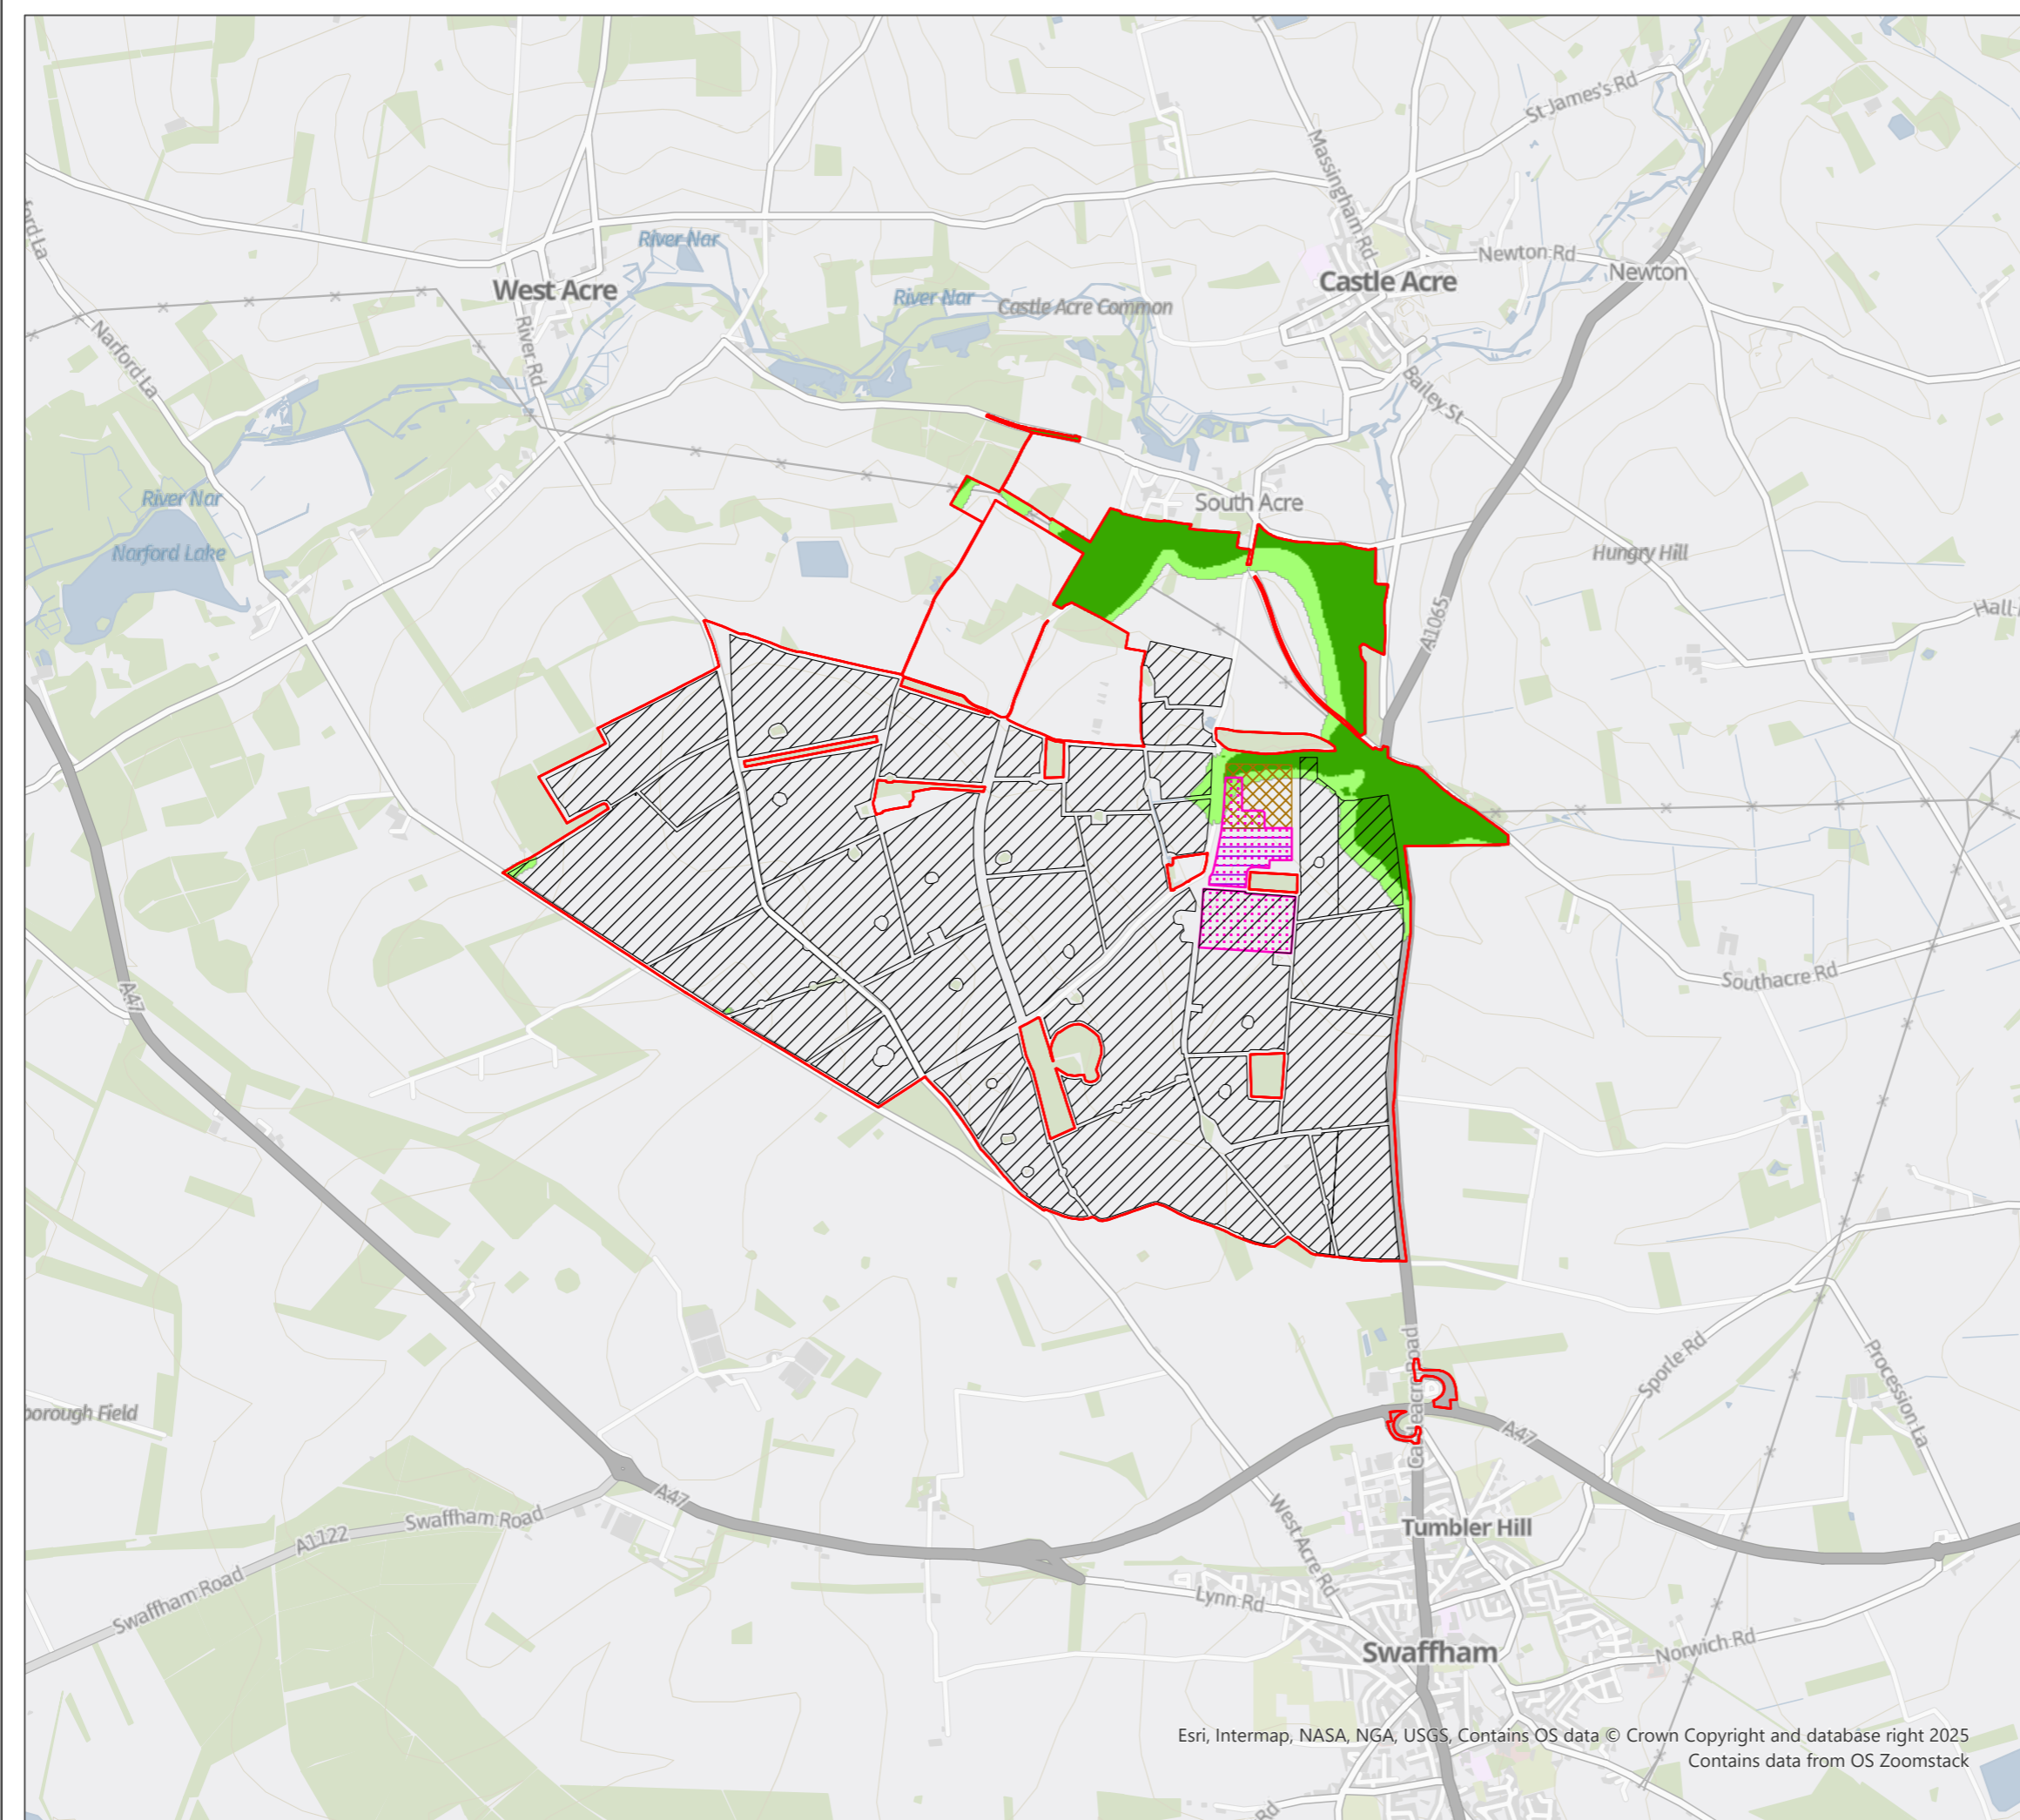 St James's Rd
Massingham Rd
River Nar
Newton Rd
Newton
West Acre
Castle Acre
River Nar
Castle Acre Common
River Rd
Narford La
Bailey St
River Nar
South Acre
Narford Lake
Hungry Hill
A1065
A47
Southacre Rd
Castleacre Road
Sporle Rd
Procession La
borough Field
A47
A47
Swaffham Road
A1122
West Acre Rd
Tumbler Hill
Swaffham Road
Lynn Rd
Norwich Rd
Swaffham
Esri, Intermap, NASA, NGA, USGS, Contains OS data © Crown Copyright and database right 2025
Contains data from OS Zoomstack
Rd